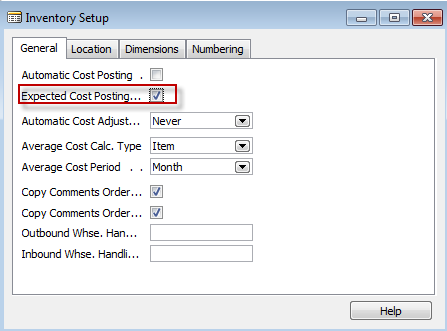 Inventory Setup
General Location Dimensions Numbering
Automatic Cost Posting .
Expected Cost Posting...
Automatic Cost Adjust... Never
Average Cost Calc. Type Item
Average Cost Period . . Month
Copy Comments Order...
Copy Comments Order...
Outbound Whse. Han...
Inbound Whse. Handli...
Help